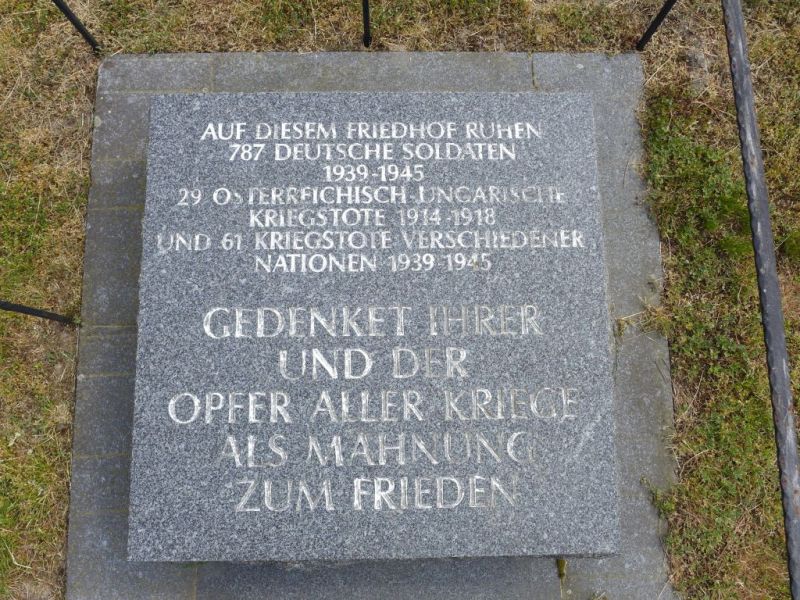 AUF DIESEM FRIEDHOF RUHEN
787 DEUTSCHE SOLDATEN
1939-1945
29 ÖSTERREICHISCH-UNGARISCHE
KRIEGSTOTE 1914-1918
UND 61 KRIEGSTOTE VERSCHIEDENER
NATIONEN 1939-1945
GEDENKET IHRER
UND DER
OPFER ALLER KRIEGE
ALS MAHNUNG
ZUM FRIEDEN